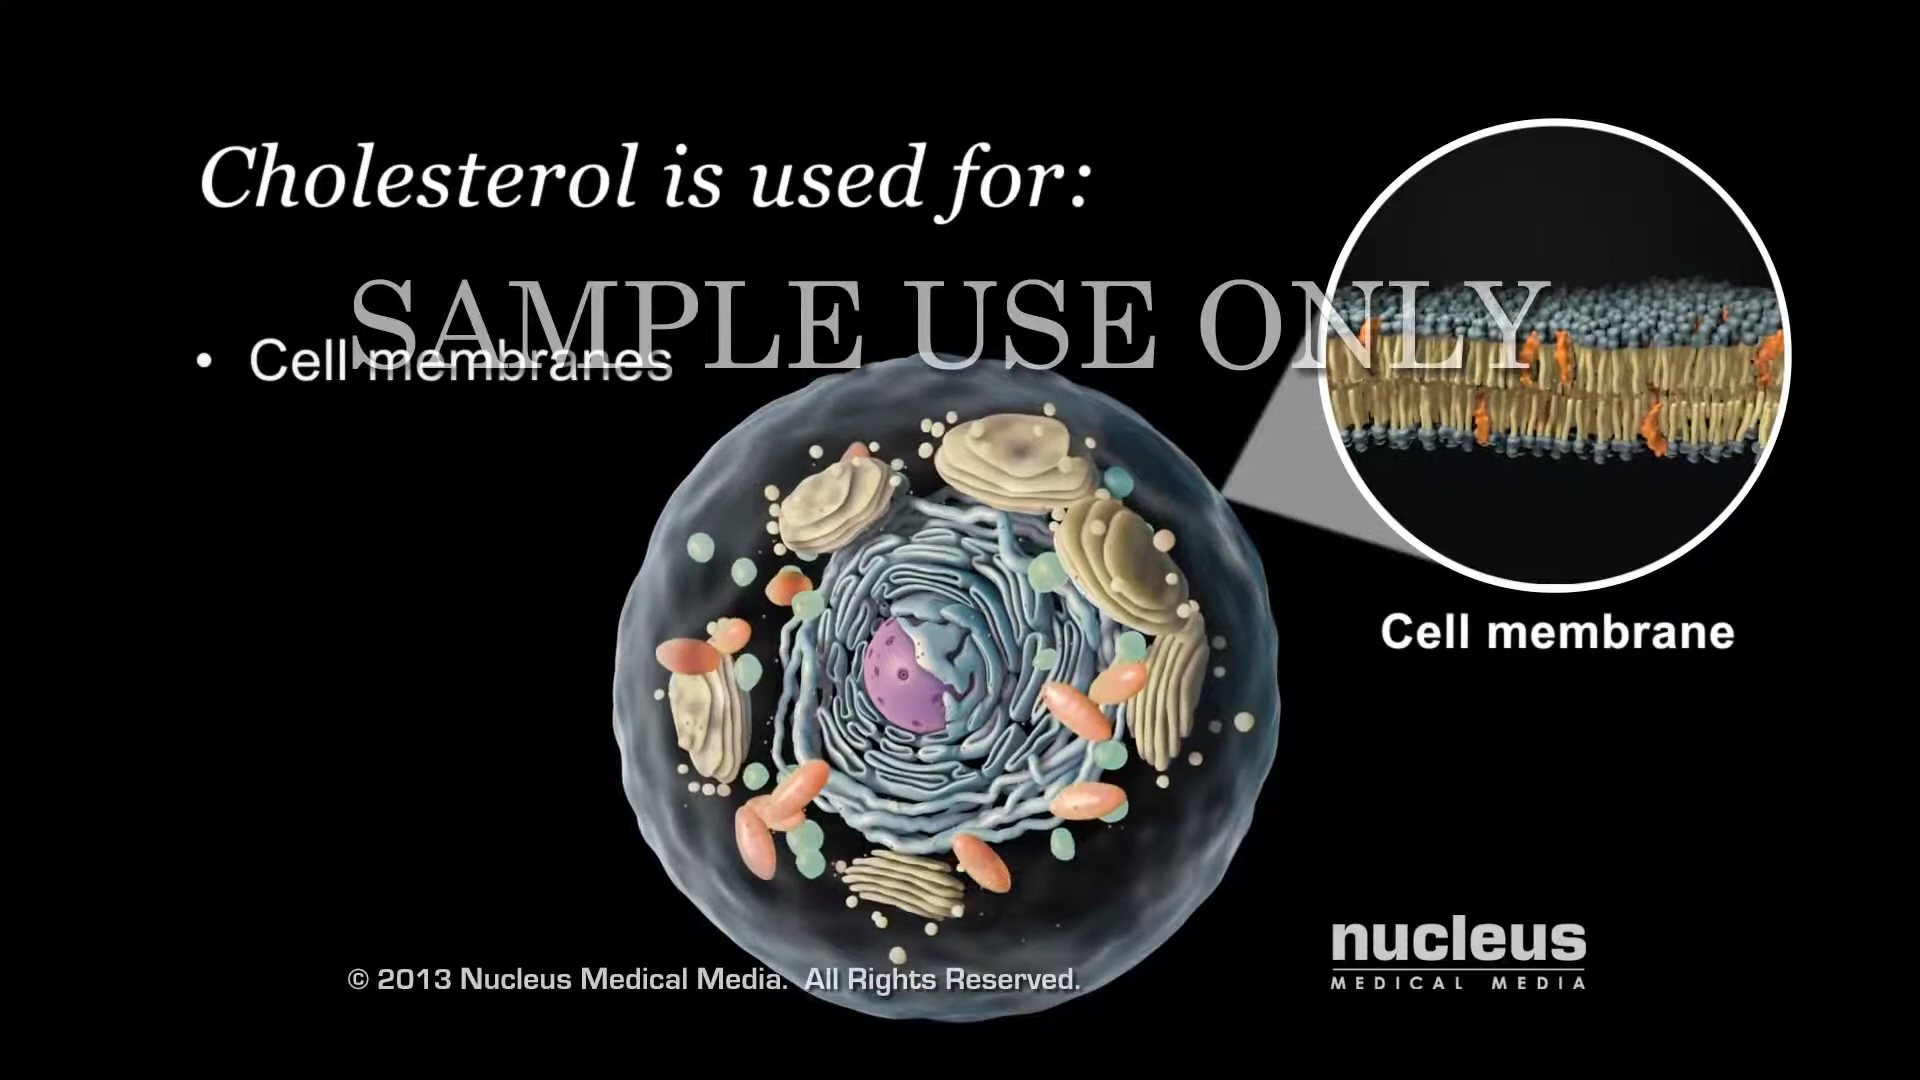 Cholesterol is used for:
SAMPLE USE ONLY
• Cell membranes
Cell membrane
nucleus
MEDICAL MEDIA
© 2013 Nucleus Medical Media. All Rights Reserved.